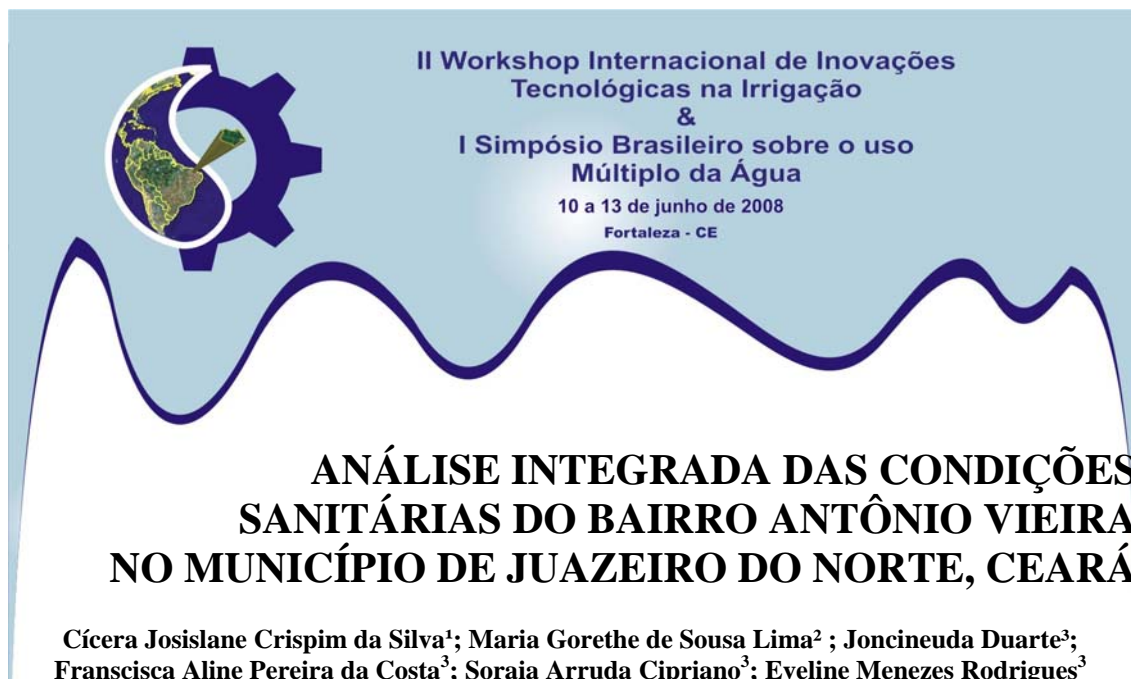 II Workshop Internacional de Inovações
Tecnológicas na Irrigação
&
I Simpósio Brasileiro sobre o uso
Múltiplo da Água
10 a 13 de junho de 2008
Fortaleza - CE
ANÁLISE INTEGRADA DAS CONDIÇÕES
SANITÁRIAS DO BAIRRO ANTÔNIO VIEIRA
NO MUNICÍPIO DE JUAZEIRO DO NORTE, CEARÁ
Cícera Josislane Crispim da Silva¹; Maria Gorethe de Sousa Lima² ; Joncineuda Duarte³;
Franscisca Aline Pereira da Costa³; Soraia Arruda Cipriano³; Eveline Menezes Rodrigues³